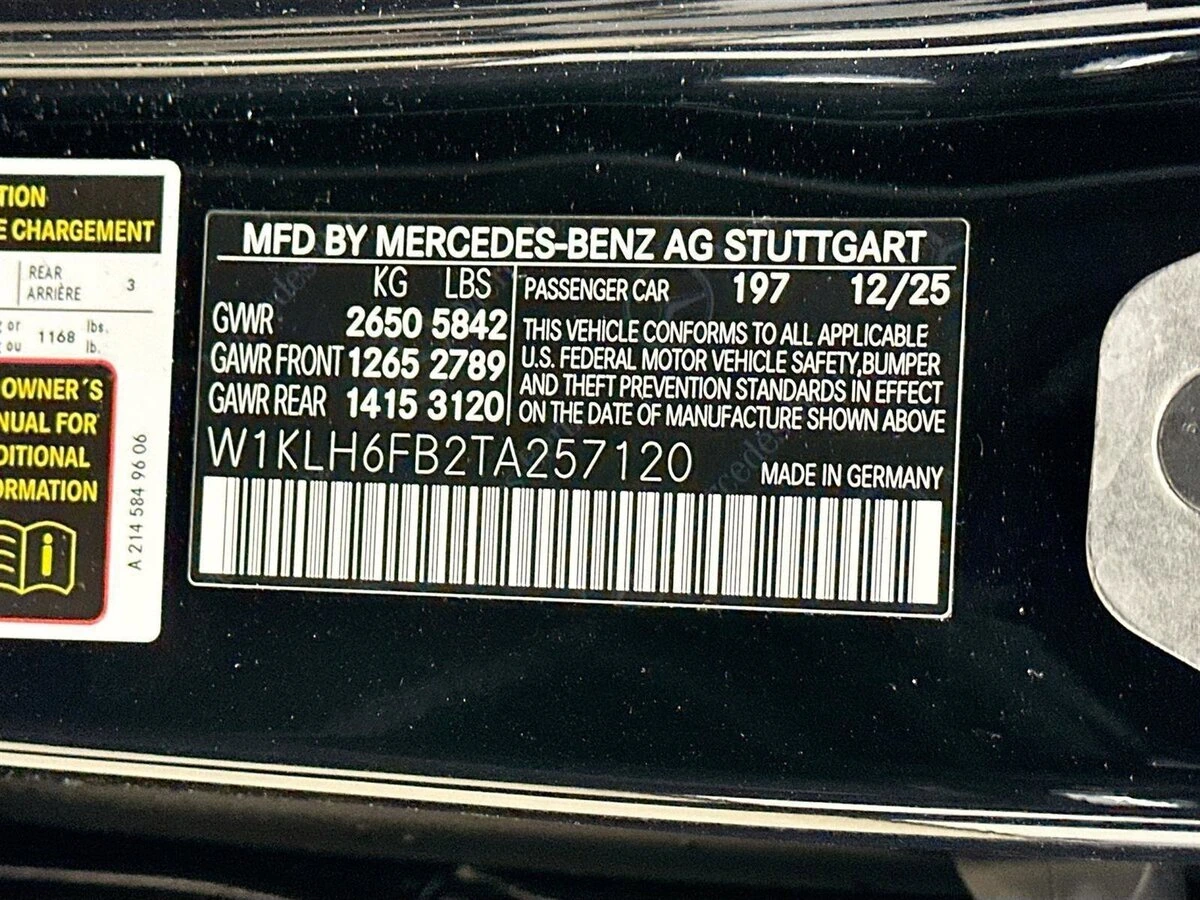 TION
E CHARGEMENT
REAR
ARRIÈRE 3
or 1168 lbs.
ou lb.
OWNER´S
NUAL FOR
DITIONAL
ORMATION
i
A 214 584 96 06
MFD BY MERCEDES-BENZ AG STUTTGART
KG LBS
GVWR 2650 5842
GAWR FRONT 1265 2789
GAWR REAR 1415 3120
PASSENGER CAR 197 12/25
THIS VEHICLE CONFORMS TO ALL APPLICABLE
U.S. FEDERAL MOTOR VEHICLE SAFETY,BUMPER
AND THEFT PREVENTION STANDARDS IN EFFECT
ON THE DATE OF MANUFACTURE SHOWN ABOVE
W1KLH6FB2TA257120
MADE IN GERMANY